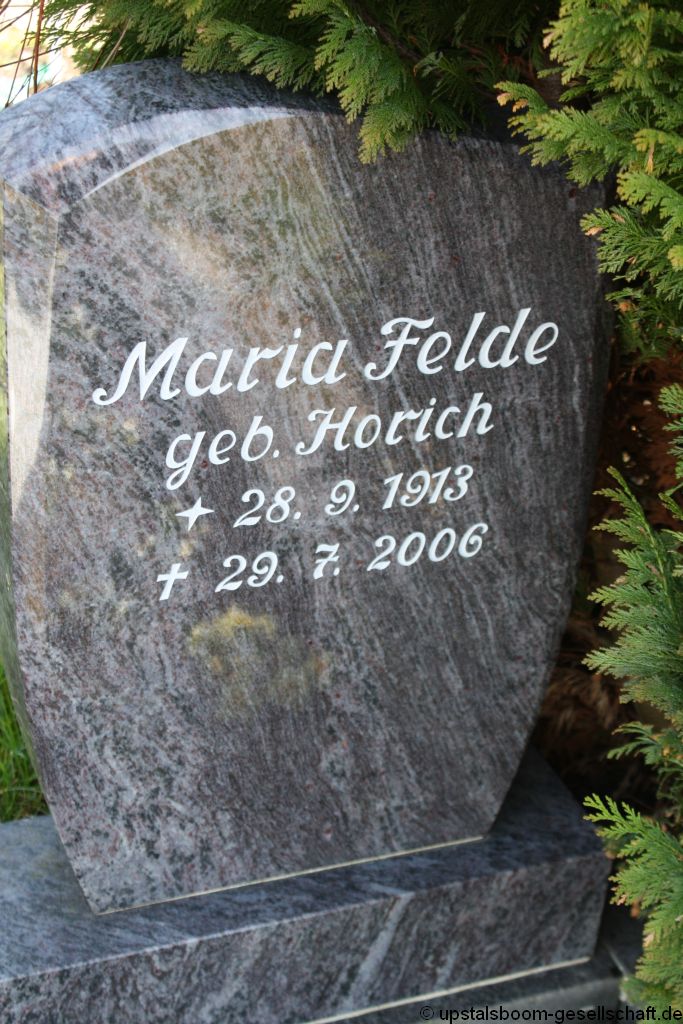 Maria Felde
geb. Horich
✦ 28. 9. 1913
✝ 29. 7. 2006
© upstalsboom-gesellschaft.de